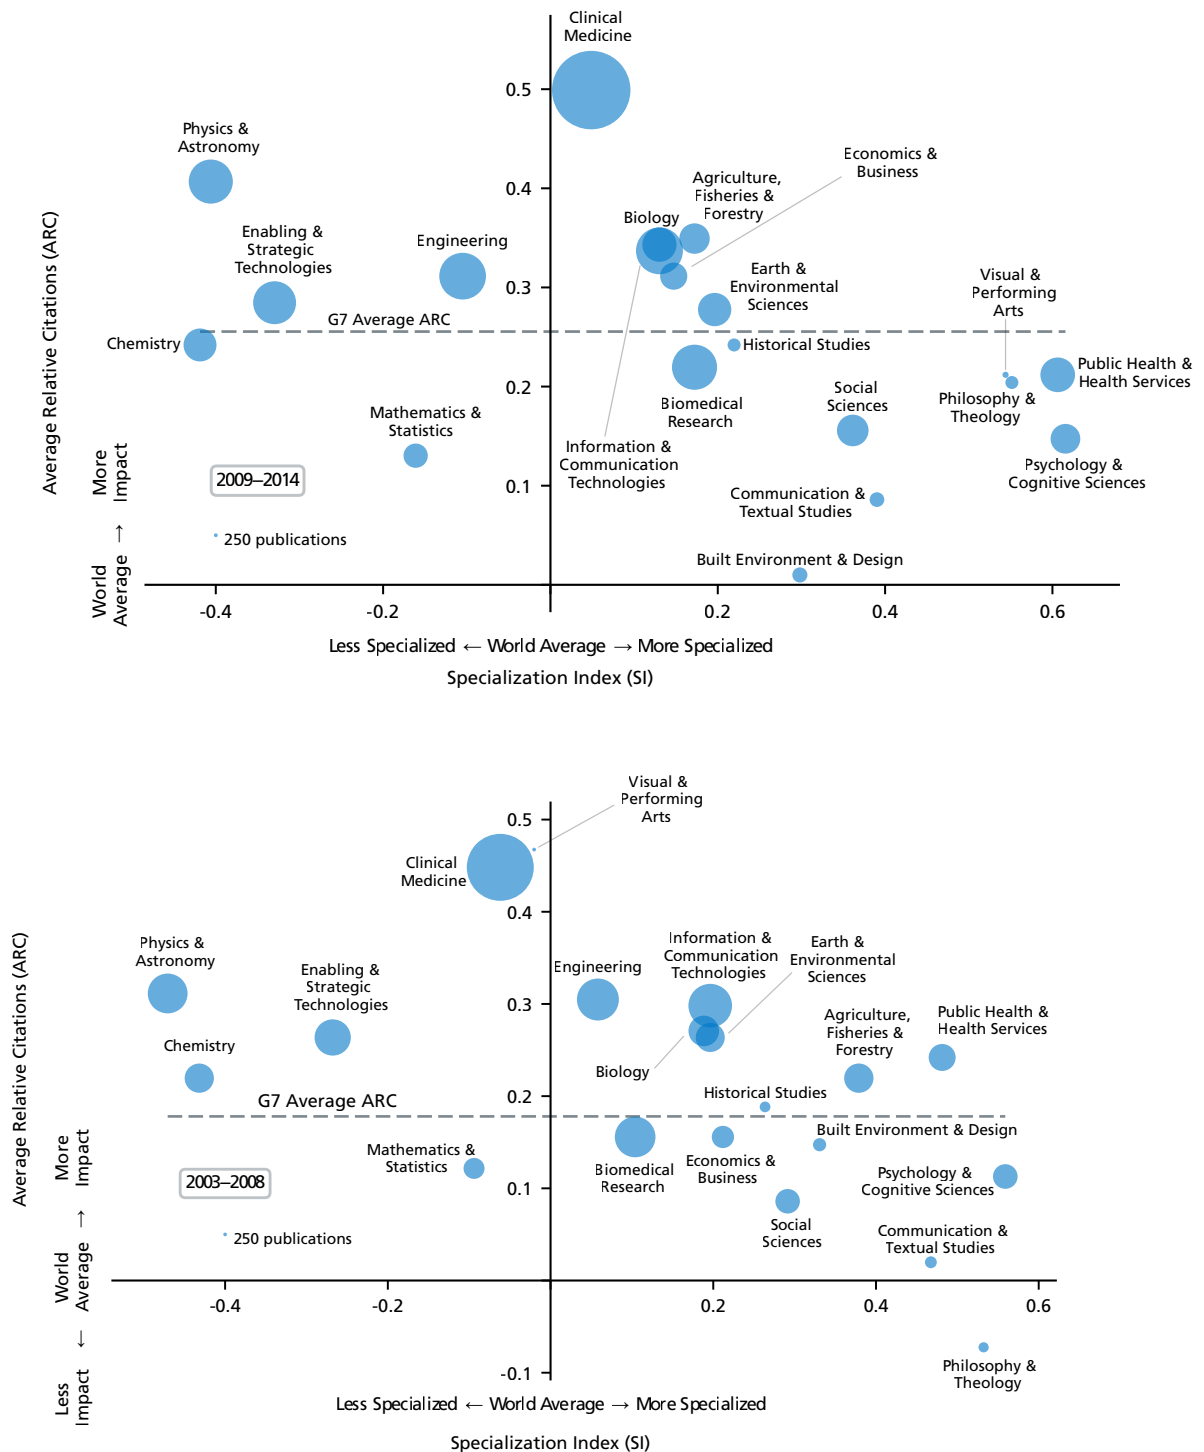 Clinical
Medicine
0.5
Physics &
Astronomy
Economics &
Business
0.4
Agriculture,
Fisheries &
Forestry
Biology
Enabling &
Strategic
Technologies
Engineering
Earth &
Environmental
Sciences
Visual &
Performing
Arts
0.3
G7 Average ARC
Chemistry
Historical Studies
Public Health &
Health Services
0.2
Biomedical
Research
Social
Sciences
Philosophy &
Theology
Mathematics &
Statistics
Information &
Communication
Technologies
Psychology &
Cognitive Sciences
2009–2014
0.1
Communication &
Textual Studies
250 publications
Built Environment & Design
Average Relative Citations (ARC)
World
Average → More
Impact
-0.4
-0.2
0.2
0.4
0.6
Less Specialized ← World Average → More Specialized
Specialization Index (SI)
Visual &
Performing
Arts
0.5
Clinical
Medicine
0.4
Physics &
Astronomy
Enabling &
Strategic
Technologies
Engineering
Information &
Communication
Technologies
Earth &
Environmental
Sciences
0.3
Chemistry
Biology
Agriculture,
Fisheries &
Forestry
Public Health &
Health Services
0.2
Historical Studies
G7 Average ARC
Built Environment & Design
Mathematics &
Statistics
Biomedical
Research
Economics &
Business
Psychology &
Cognitive Sciences
2003–2008
0.1
Social
Sciences
Communication &
Textual Studies
250 publications
Average Relative Citations (ARC)
Less
Impact ← World
Average → More
Impact
-0.4
-0.2
0.2
0.4
0.6
-0.1
Philosophy &
Theology
Less Specialized ← World Average → More Specialized
Specialization Index (SI)